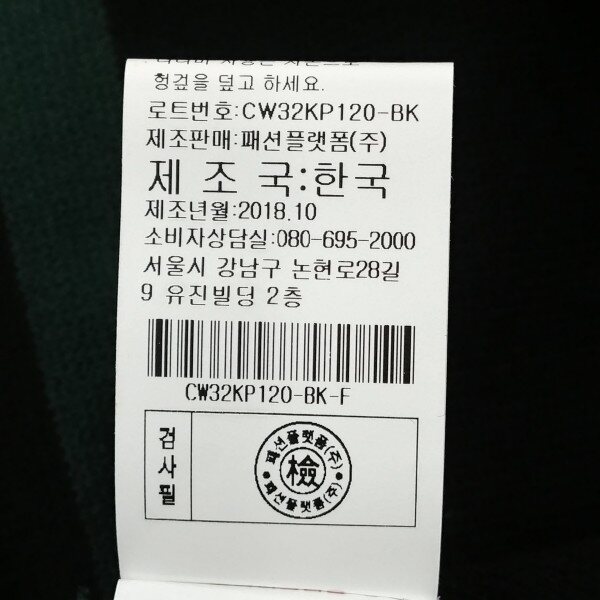 헝겊을 덮고 하세요.
로트번호:CW32KP120-BK
제조판매:패션플랫폼(주)
제 조 국:한국
제조년월:2018.10
소비자상담실:080-695-2000
서울시 강남구 논현로28길
9 유진빌딩 2층
CW32KP120-BK-F
검사필
패션플랫폼(주)
檢
패션플랫폼(주)